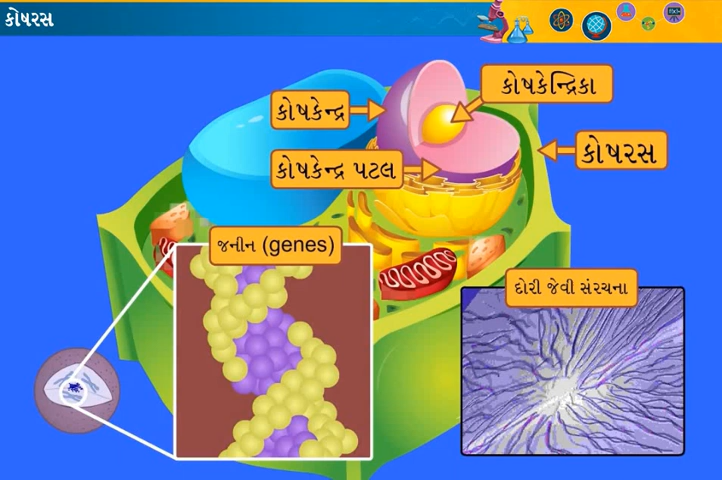 કોષરસ
કોષકેન્દ્રિકા
કોષકેન્દ્ર
કોષરસ
કોષકેન્દ્ર પટલ
જનીન (genes)
દોરી જેવી સંરચના